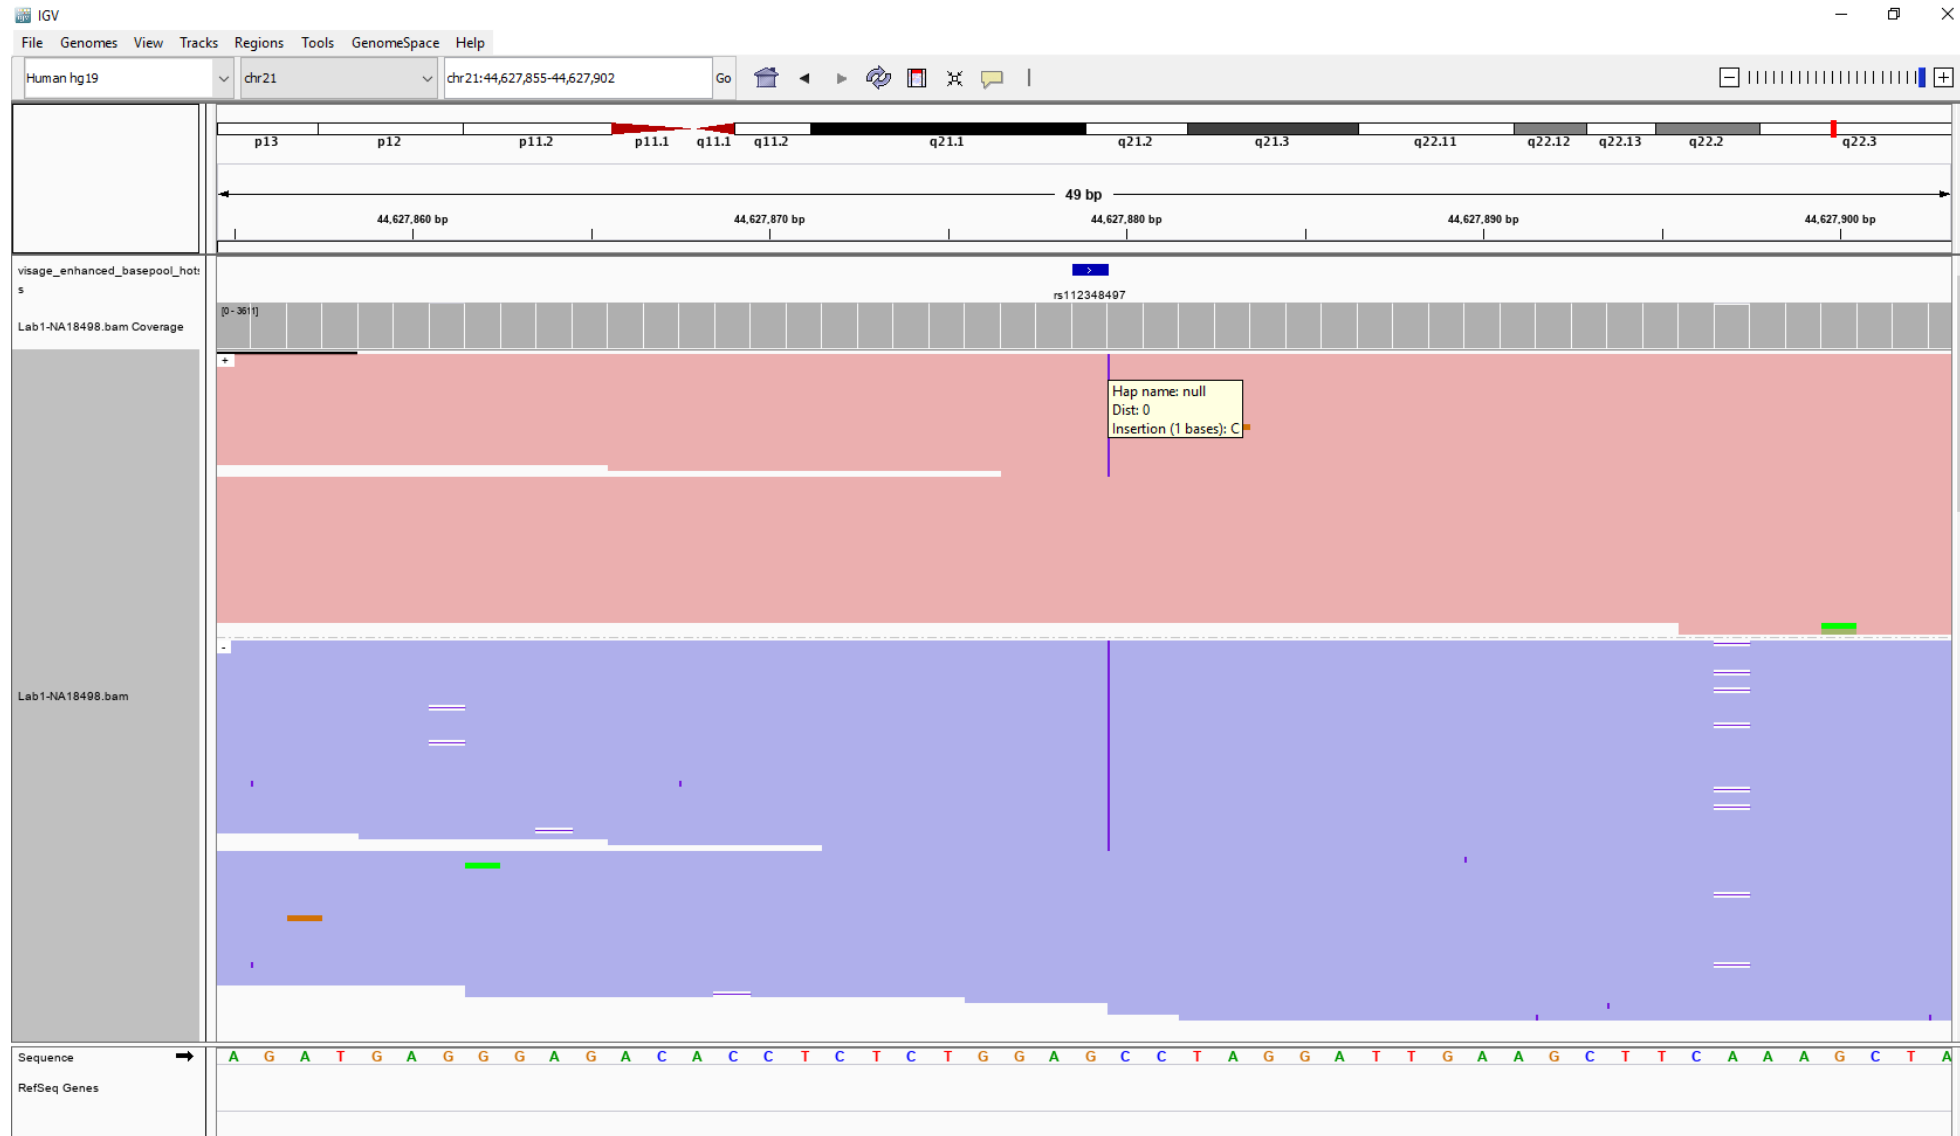 IGV
File Genomes View Tracks Regions Tools GenomeSpace Help
Human hg19 chr21 chr21:44,627,855-44,627,902 Go
p13 p12 p11.2 p11.1 q11.1 q11.2 q21.1 q21.2 q21.3 q22.11 q22.12 q22.13 q22.2 q22.3
49 bp
44,627,860 bp 44,627,870 bp 44,627,880 bp 44,627,890 bp 44,627,900 bp
visage_enhanced_basepool_hots
s
rs112348497
[0 - 3611]
Lab1-NA18498.bam Coverage
+
Hap name: null
Dist: 0
Insertion (1 bases): C
-
Lab1-NA18498.bam
Sequence A G A T G A G G G A G A C A C C T C T C T G G A G C C T A G G A T T G A A G C T T C A A A G C T A
RefSeq Genes